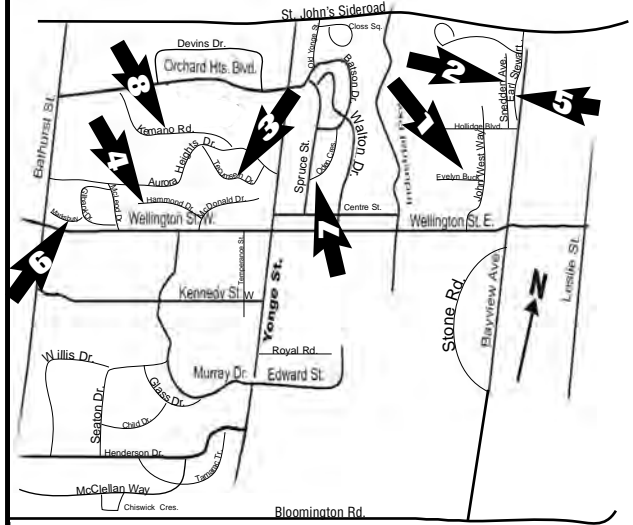 St. John's Sideroad
Old Yonge St.
Closs Sq.
Devins Dr.
Orchard Hts. Blvd.
Batson Dr.
Walton Dr.
Spruce St.
8
3
4
6
7
1
2
5
Bathurst St.
Kemano Rd.
Aurora Heights Dr.
Tecumseh Dr.
Hammond Dr.
McDonald Dr.
Wellington St. W.
Centre St.
Wellington St. E.
Snedden Ave.
Earl Stewart
Hollidge Blvd.
John West Way
Temperance St.
Kennedy St. W
Yonge St.
Stone Rd.
Bayview Ave.
Leslie St.
N
Royal Rd.
Murray Dr.
Edward St.
Willis Dr.
Seaton Dr.
Glass Dr.
Child Dr.
Henderson Dr.
Tamarac Tr.
McClellan Way
Chiswick Cres.
Bloomington Rd.